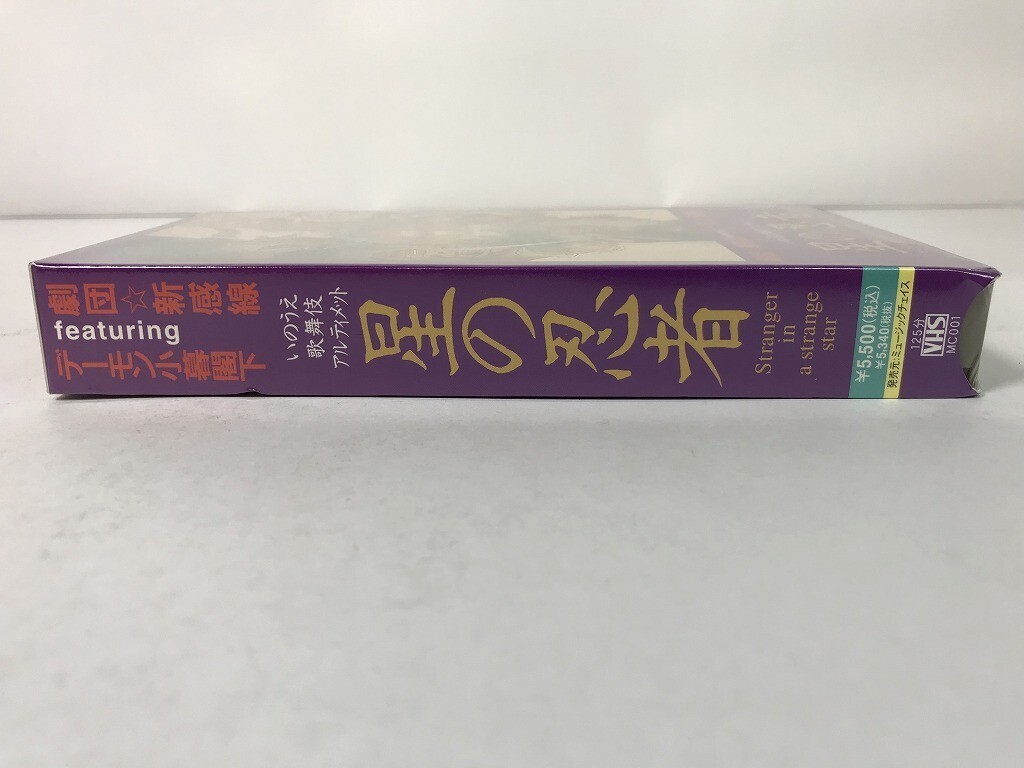 劇団☆新感線
featuring
デーモン小暮閣下
いのうえ
歌舞伎
アルティメット
星の忍者
Stranger
in
a strange
star
¥5,500(税込)
¥5,340(税抜)
発売元:ミュージックチェイス
125分
VHS
MC001